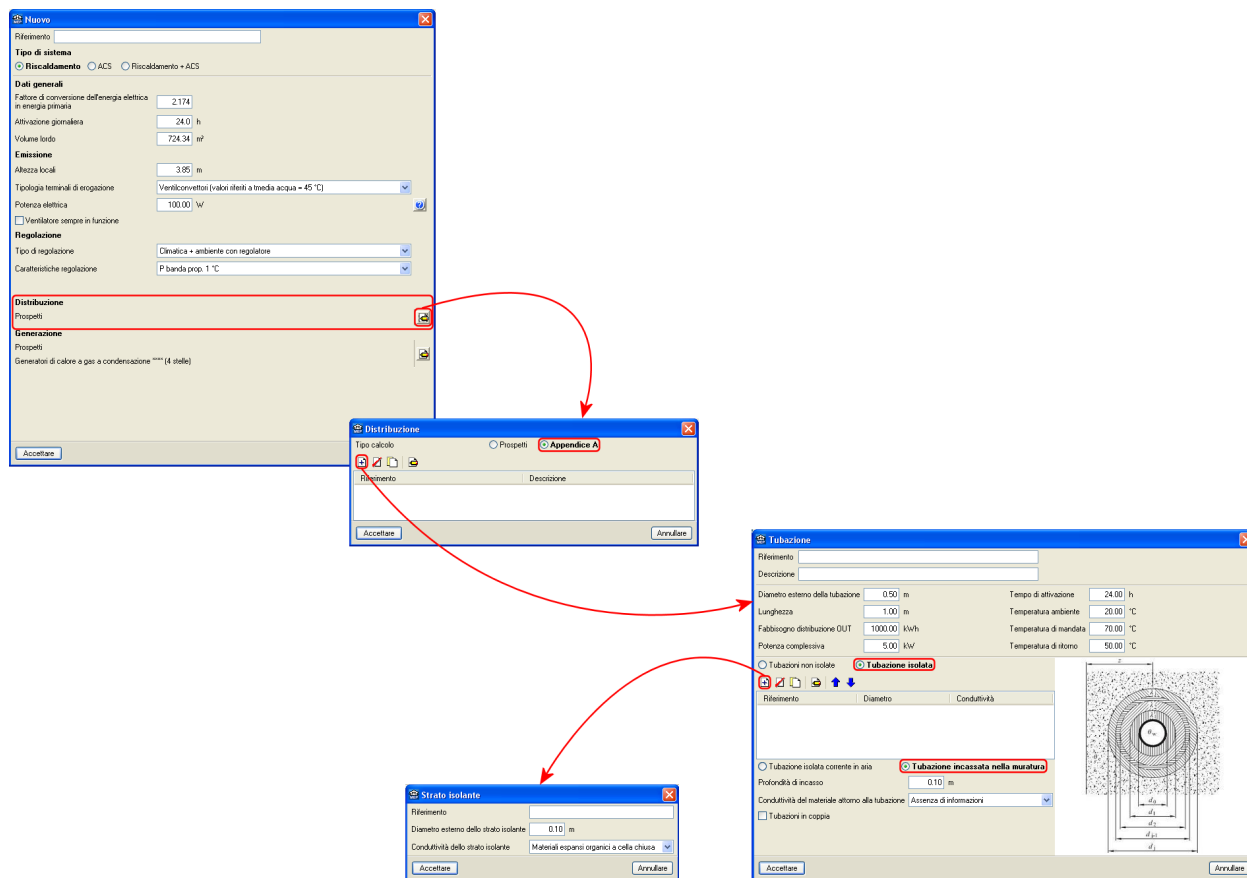 Nuovo
Riferimento
Tipo di sistema
Riscaldamento ACS Riscaldamento + ACS
Dati generali
Fattore di conversione dell'energia elettrica
in energia primaria 2.174
Attivazione giornaliera 24.0 h
Volume lordo 724.34 m³
Emissione
Altezza locali 3.85 m
Tipologia terminali di erogazione Ventilconvettori (valori riferiti a tmedia acqua = 45 °C)
Potenza elettrica 100.00 W
Ventilatore sempre in funzione
Regolazione
Tipo di regolazione Climatica + ambiente con regolatore
Caratteristiche regolazione P banda prop. 1 °C
Distribuzione
Prospetti
Generazione
Prospetti
Generatori di calore a gas a condensazione **** (4 stelle)
Accettare
Distribuzione
Tipo calcolo Prospetti Appendice A
Riferimento Descrizione
Accettare Annullare
Tubazione
Riferimento
Descrizione
Diametro esterno della tubazione 0.50 m Tempo di attivazione 24.00 h
Lunghezza 1.00 m Temperatura ambiente 20.00 °C
Fabbisogno distribuzione OUT 1000.00 kWh Temperatura di mandata 70.00 °C
Potenza complessiva 5.00 kW Temperatura di ritorno 50.00 °C
Tubazioni non isolate Tubazione isolata
Riferimento Diametro Conduttività
Tubazione isolata corrente in aria Tubazione incassata nella muratura
Profondità di incasso 0.10 m
Conduttività del materiale attorno alla tubazione Assenza di informazioni
Tubazioni in coppia
Accettare Annullare
z
θw
d0
d1
d2
dj-1
dj
Strato isolante
Riferimento
Diametro esterno dello strato isolante 0.10 m
Conduttività dello strato isolante Materiali espansi organici a cella chiusa
Accettare Annullare